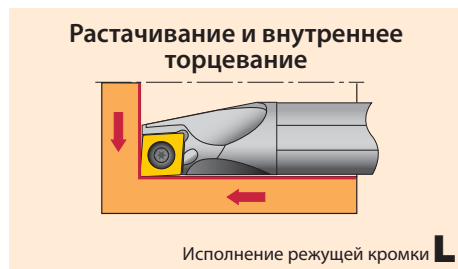 Растачивание и внутреннее
торцевание
Исполнение режущей кромки L